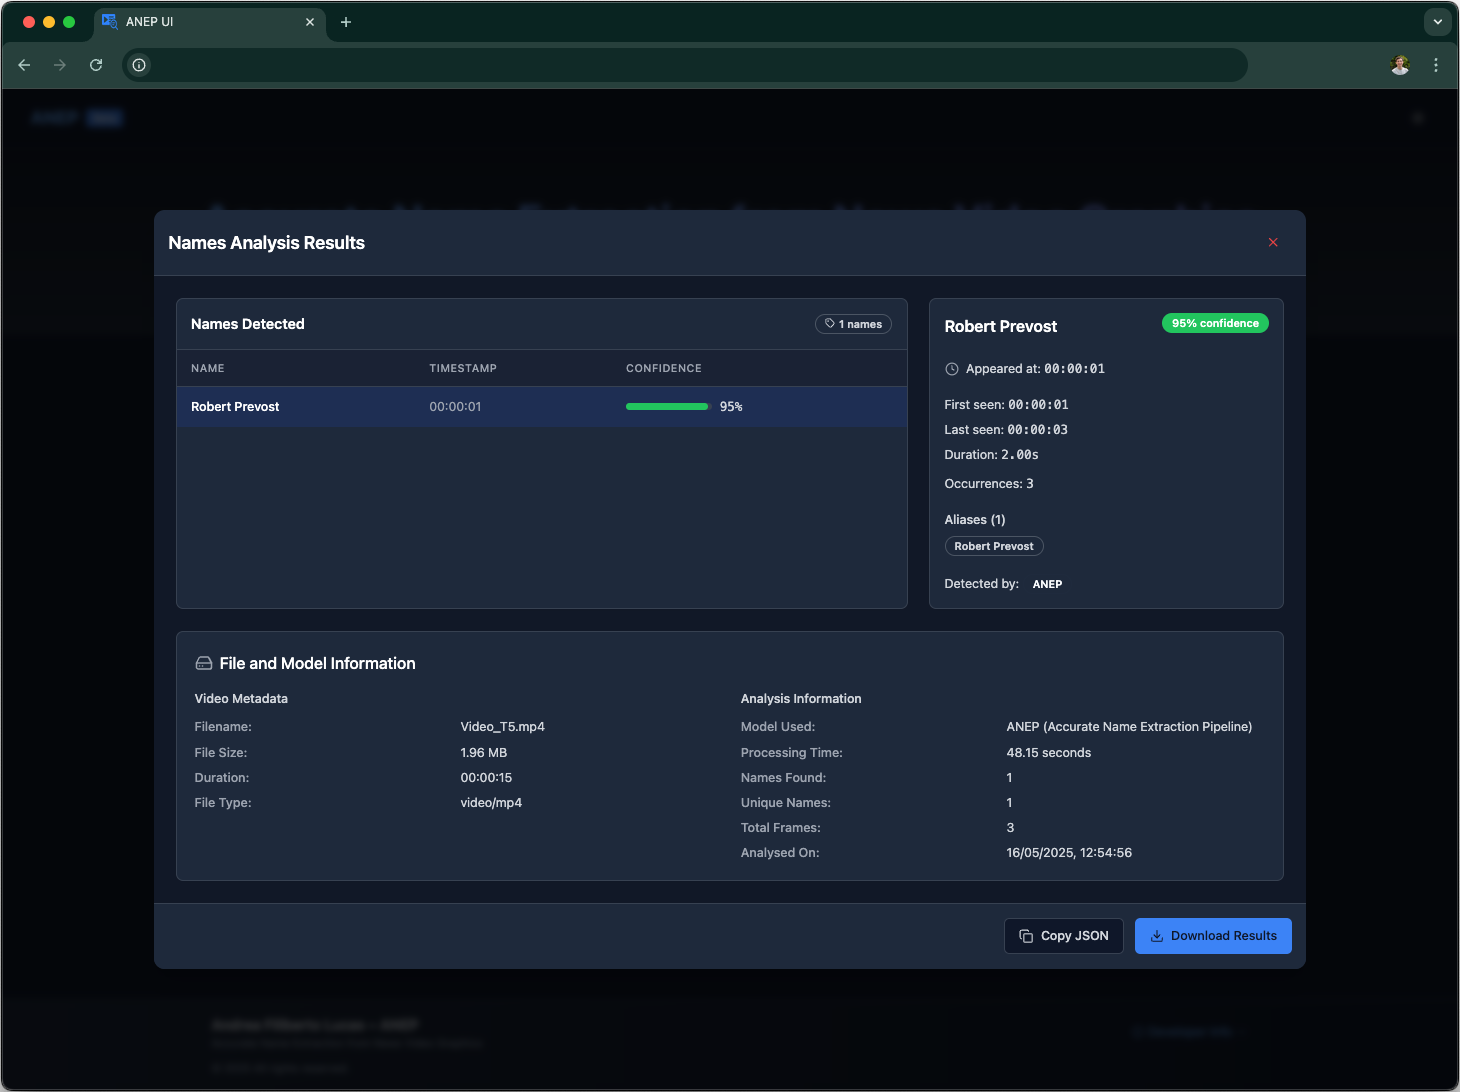 ANEP UI
ANEP
Names Analysis Results
Names Detected
1 names
NAME TIMESTAMP CONFIDENCE
Robert Prevost 00:00:01 95%
Robert Prevost
95% confidence
Appeared at: 00:00:01
First seen: 00:00:01
Last seen: 00:00:03
Duration: 2.00s
Occurrences: 3
Aliases (1)
Robert Prevost
Detected by: ANEP
File and Model Information
Video Metadata
Filename: Video_T5.mp4
File Size: 1.96 MB
Duration: 00:00:15
File Type: video/mp4
Analysis Information
Model Used: ANEP (Accurate Name Extraction Pipeline)
Processing Time: 48.15 seconds
Names Found: 1
Unique Names: 1
Total Frames: 3
Analysed On: 16/05/2025, 12:54:56
Copy JSON
Download Results